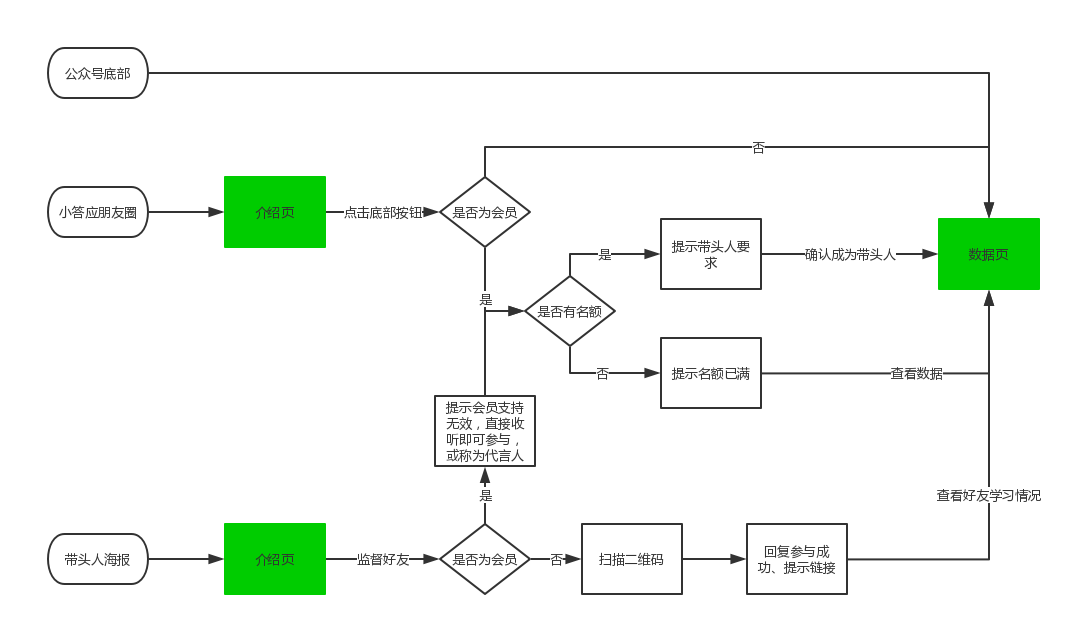 公众号底部
否
小答应朋友圈
介绍页
点击底部按钮
是否为会员
提示带头人要
求
是
确认成为带头人
数据页
是
是否有名额
否
提示名额已满
查看数据
提示会员支持
无效，直接收
听即可参与，
或称为代言人
是
查看好友学习情况
带头人海报
介绍页
监督好友
是否为会员
否
扫描二维码
回复参与成
功、提示链接